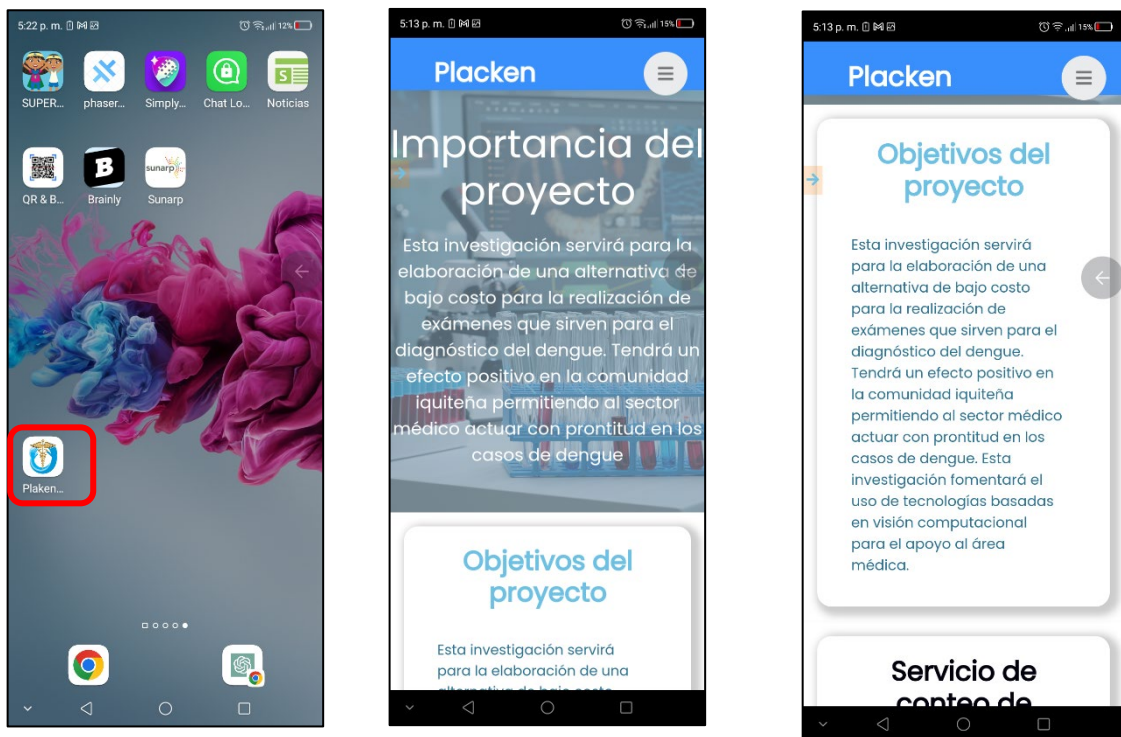 5:22 p. m.
12%
SUPER...
phaser...
Simply...
Chat Lo...
Noticias
S
B
sunarp
QR & B...
Brainly
Sunarp
Plaken...
5:13 p. m.
15%
Placken
Importancia del
proyecto
Esta investigación servirá para la
elaboración de una alternativa de
bajo costo para la realización de
exámenes que sirven para el
diagnóstico del dengue. Tendrá un
efecto positivo en la comunidad
iquiteña permitiendo al sector
médico actuar con prontitud en los
casos de dengue
Objetivos del
proyecto
Esta investigación servirá
para la elaboración de una
alternativa de bajo costo
5:13 p. m.
15%
Placken
Objetivos del
proyecto
Esta investigación servirá
para la elaboración de una
alternativa de bajo costo
para la realización de
exámenes que sirven para el
diagnóstico del dengue.
Tendrá un efecto positivo en
la comunidad iquiteña
permitiendo al sector médico
actuar con prontitud en los
casos de dengue. Esta
investigación fomentará el
uso de tecnologías basadas
en visión computacional
para el apoyo al área
médica.
Servicio de
conteo de